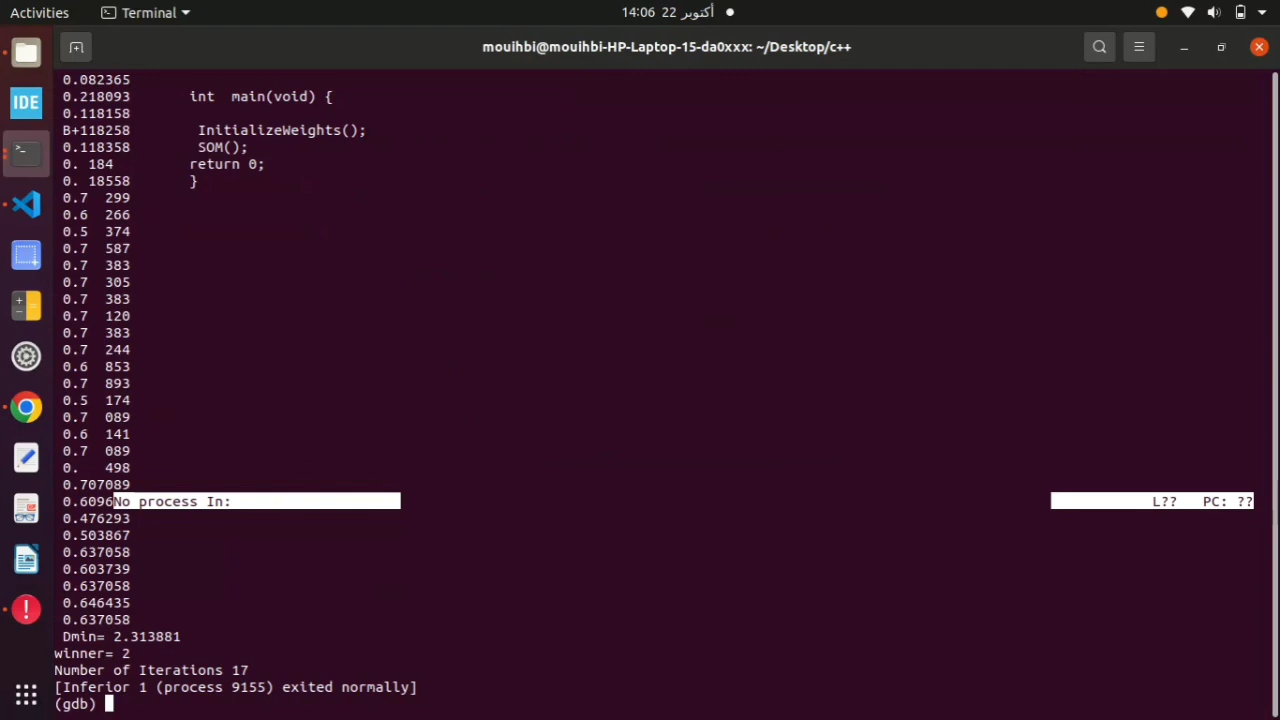 Activities
Terminal
14:06 أكتوبر 22
mouihbi@mouihbi-HP-Laptop-15-da0xxx: ~/Desktop/c++
IDE
0.082365
0.218093 int main(void) {
0.118158
B+118258 InitializeWeights();
0.118358 SOM();
0. 184 return 0;
0. 18558 }
0.7 299
0.6 266
0.5 374
0.7 587
0.7 383
0.7 305
0.7 383
0.7 120
0.7 383
0.7 244
0.6 853
0.7 893
0.5 174
0.7 089
0.6 141
0.7 089
0. 498
0.707089
0.6096No process In: L?? PC: ??
0.476293
0.503867
0.637058
0.603739
0.637058
0.646435
0.637058
Dmin= 2.313881
winner= 2
Number of Iterations 17
[Inferior 1 (process 9155) exited normally]
(gdb)